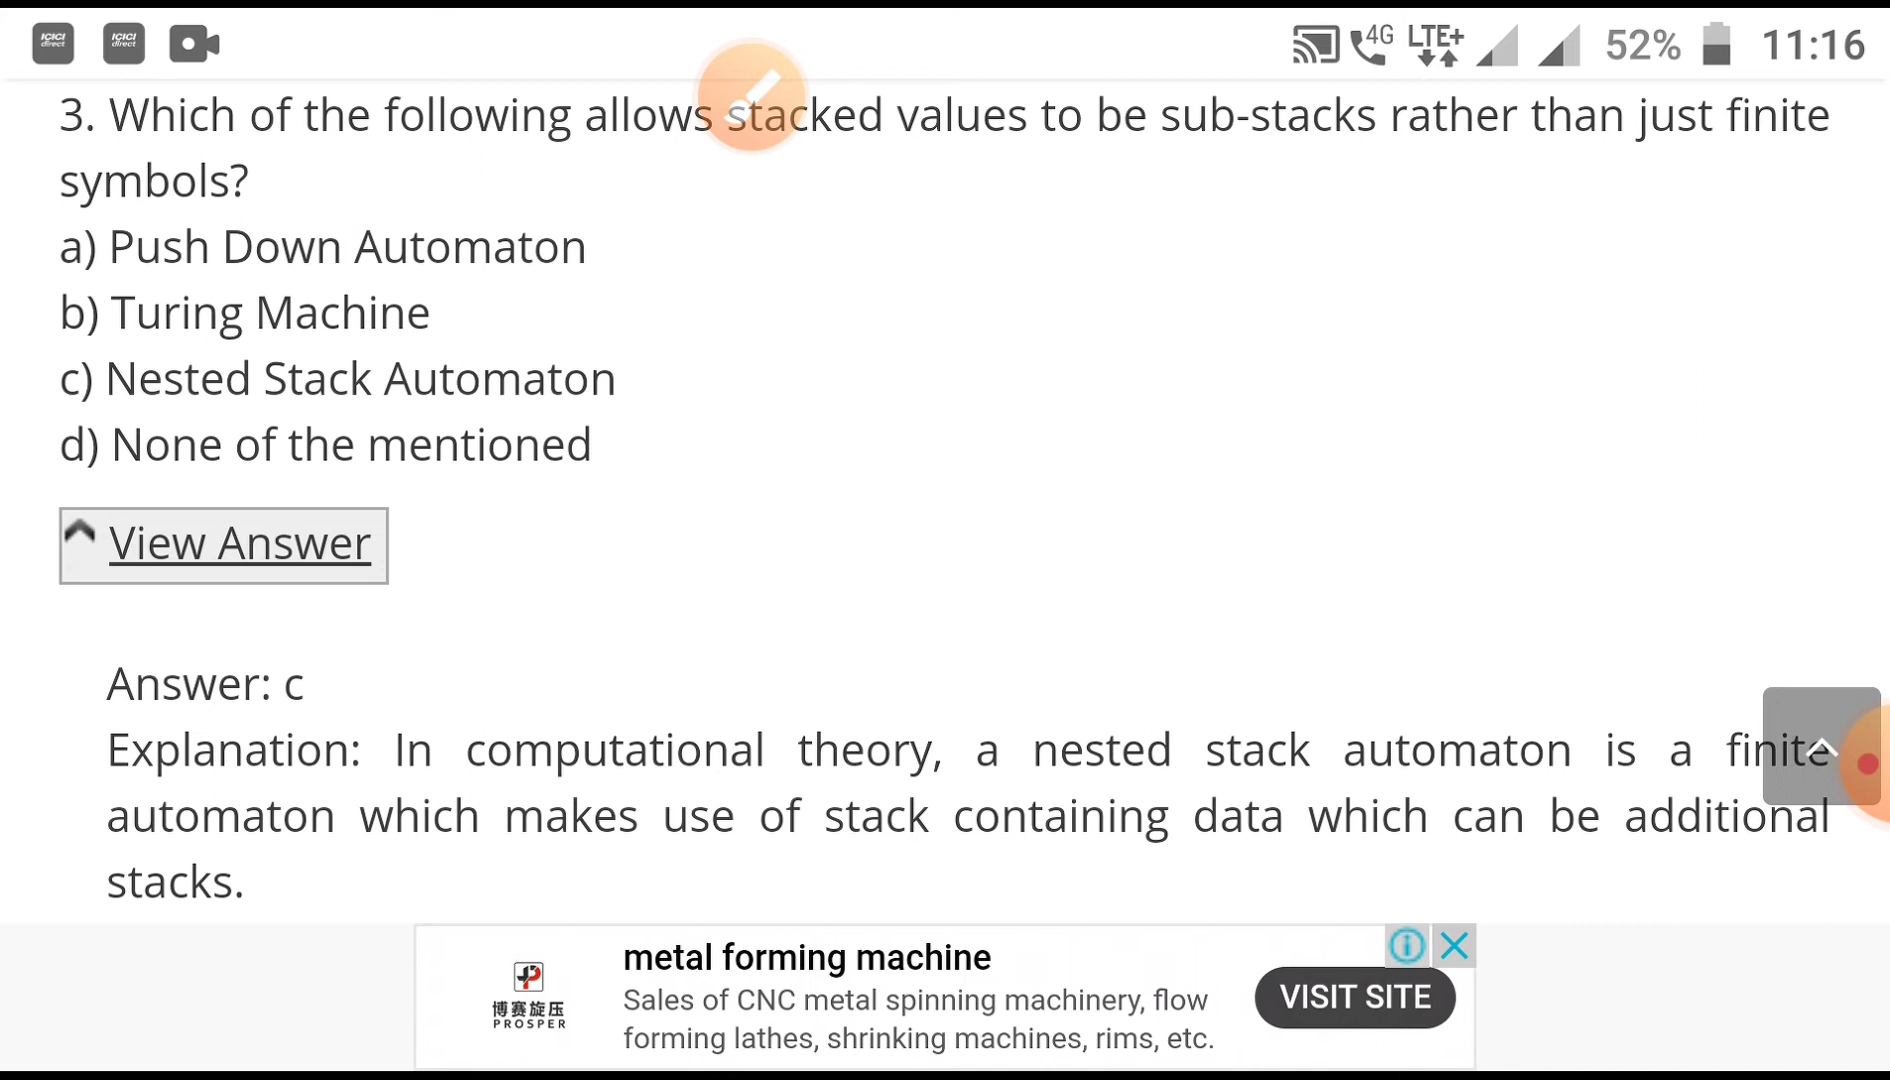 ICICI direct
ICICI direct
4G LTE+ 52% 11:16
3. Which of the following allows stacked values to be sub-stacks rather than just finite
symbols?
a) Push Down Automaton
b) Turing Machine
c) Nested Stack Automaton
d) None of the mentioned
View Answer
Answer: c
Explanation: In computational theory, a nested stack automaton is a finite
automaton which makes use of stack containing data which can be additional
stacks.
metal forming machine
Sales of CNC metal spinning machinery, flow
forming lathes, shrinking machines, rims, etc.
博赛旋压
PROSPER
VISIT SITE